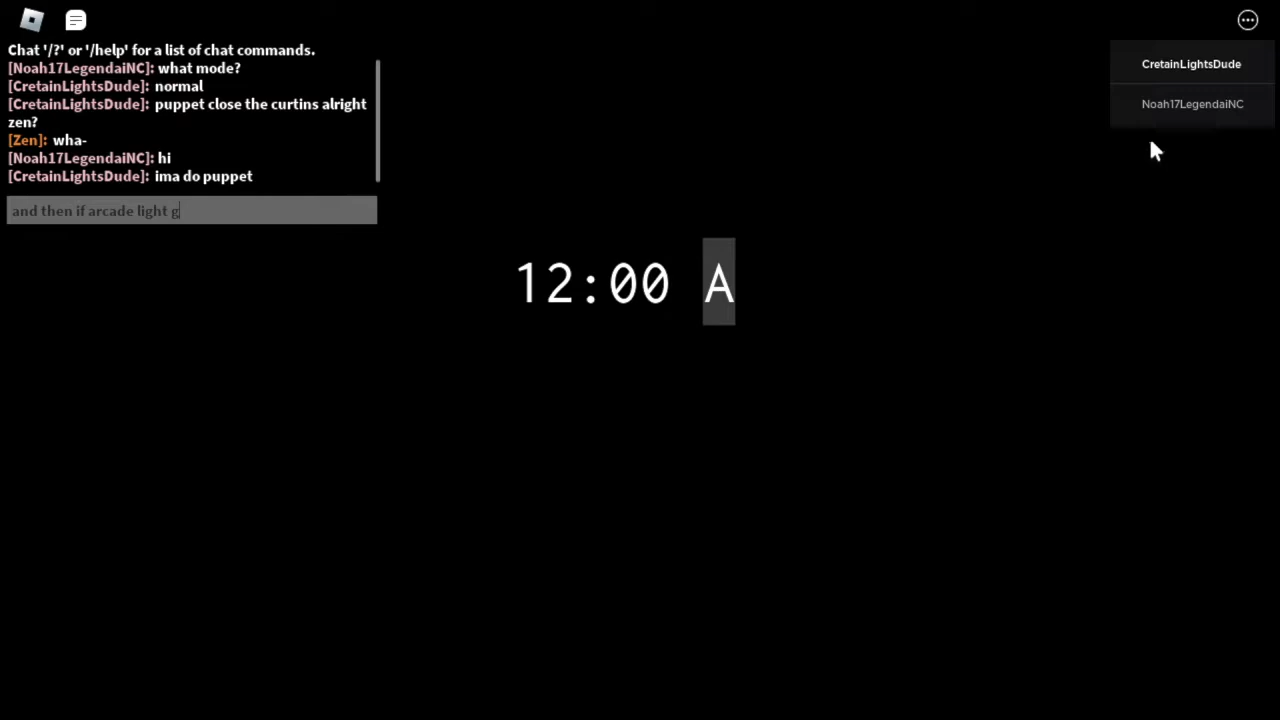 Chat '/?' or '/help' for a list of chat commands.
[Noah17LegendaiNC]: what mode?
[CretainLightsDude]: normal
[CretainLightsDude]: puppet close the curtins alright
zen?
[Zen]: wha-
[Noah17LegendaiNC]: hi
[CretainLightsDude]: ima do puppet
and then if arcade light g
CretainLightsDude
Noah17LegendaiNC
12:00 A